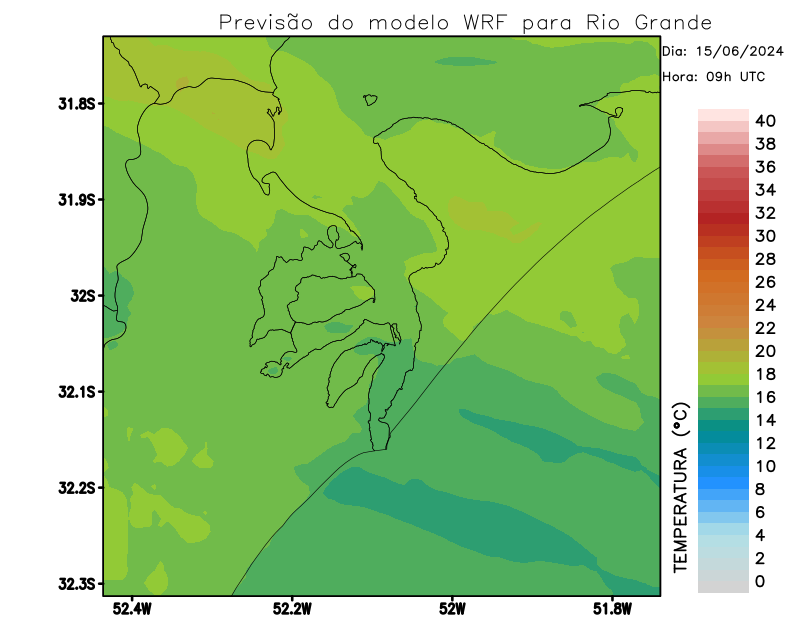 Previsão do modelo WRF para Rio Grande
Dia: 15/06/2024
Hora: 09h UTC
31.8S
31.9S
32S
32.1S
32.2S
32.3S
52.4W
52.2W
52W
51.8W
TEMPERATURA (°C)
40
38
36
34
32
30
28
26
24
22
20
18
16
14
12
10
8
6
4
2
0